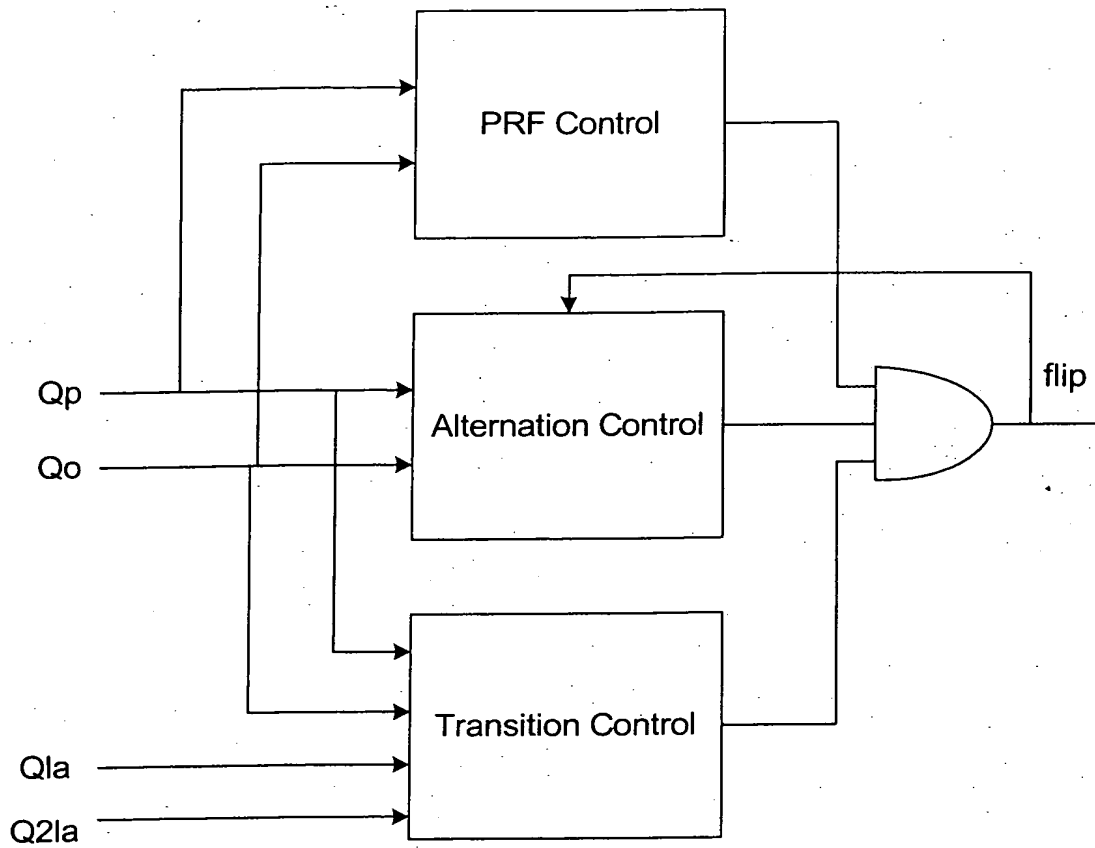 PRF Control
Qp
Alternation Control
flip
Qo
Transition Control
Qla
Q2la